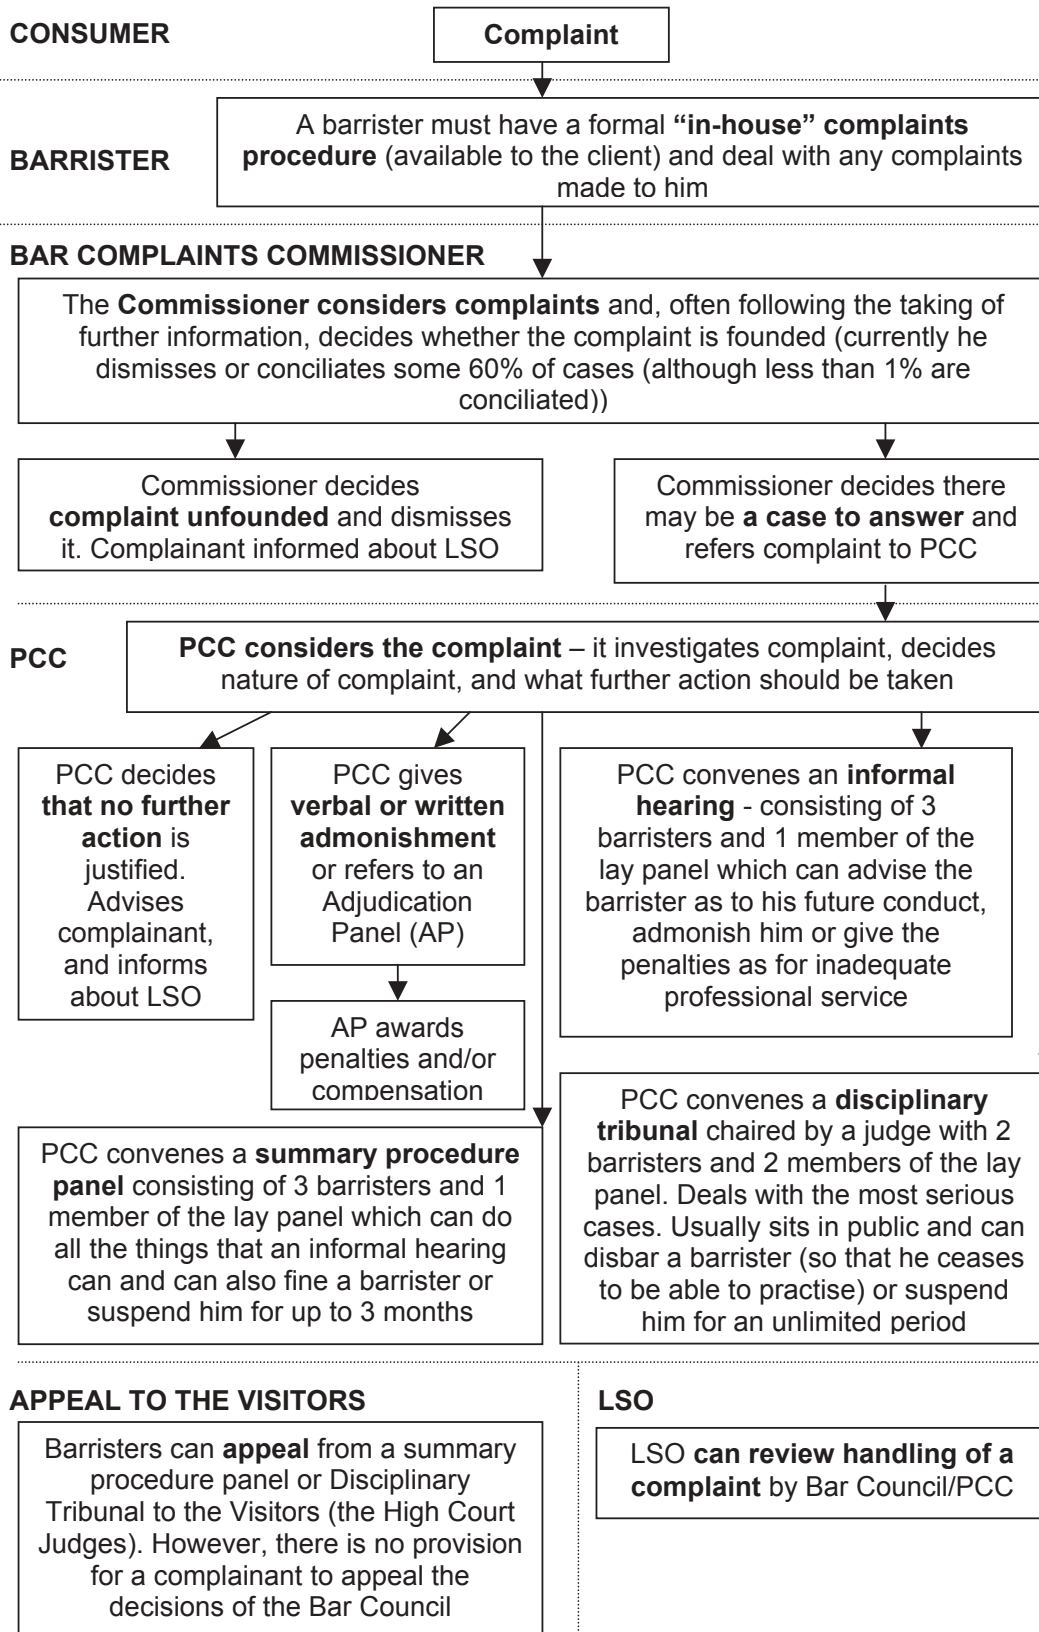 CONSUMER
Complaint
BARRISTER
A barrister must have a formal “in-house” complaints
procedure (available to the client) and deal with any complaints
made to him
BAR COMPLAINTS COMMISSIONER
The Commissioner considers complaints and, often following the taking of
further information, decides whether the complaint is founded (currently he
dismisses or conciliates some 60% of cases (although less than 1% are
conciliated))
Commissioner decides
complaint unfounded and dismisses
it. Complainant informed about LSO
Commissioner decides there
may be a case to answer and
refers complaint to PCC
PCC
PCC considers the complaint – it investigates complaint, decides
nature of complaint, and what further action should be taken
PCC decides
that no further
action is
justified.
Advises
complainant,
and informs
about LSO
PCC gives
verbal or written
admonishment
or refers to an
Adjudication
Panel (AP)
AP awards
penalties and/or
compensation
PCC convenes an informal
hearing - consisting of 3
barristers and 1 member of the
lay panel which can advise the
barrister as to his future conduct,
admonish him or give the
penalties as for inadequate
professional service
PCC convenes a summary procedure
panel consisting of 3 barristers and 1
member of the lay panel which can do
all the things that an informal hearing
can and can also fine a barrister or
suspend him for up to 3 months
PCC convenes a disciplinary
tribunal chaired by a judge with 2
barristers and 2 members of the lay
panel. Deals with the most serious
cases. Usually sits in public and can
disbar a barrister (so that he ceases
to be able to practise) or suspend
him for an unlimited period
APPEAL TO THE VISITORS
Barristers can appeal from a summary
procedure panel or Disciplinary
Tribunal to the Visitors (the High Court
Judges). However, there is no provision
for a complainant to appeal the
decisions of the Bar Council
LSO
LSO can review handling of a
complaint by Bar Council/PCC